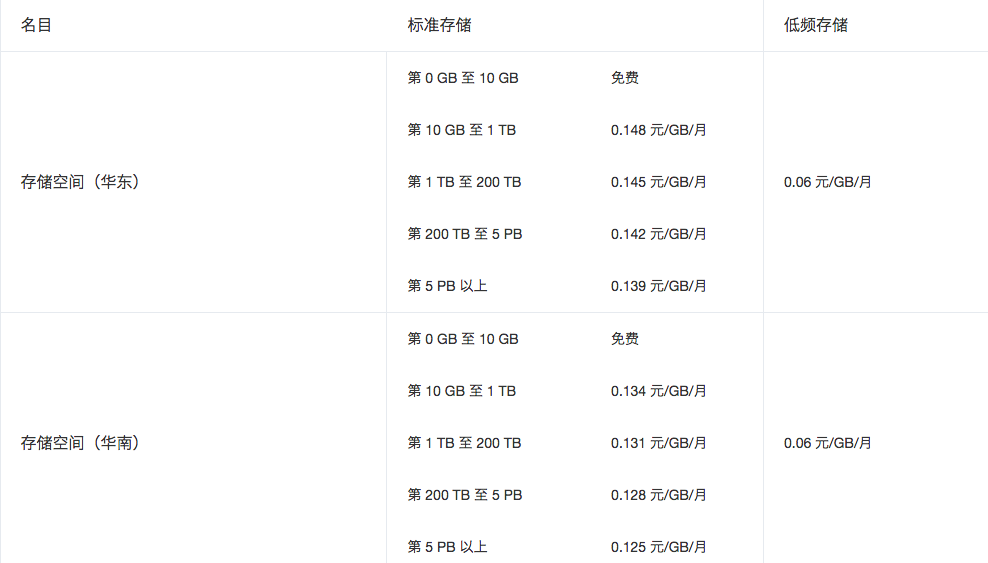 名目 标准存储 低频存储
第 0 GB 至 10 GB 免费
第 10 GB 至 1 TB 0.148 元/GB/月
存储空间（华东） 第 1 TB 至 200 TB 0.145 元/GB/月 0.06 元/GB/月
第 200 TB 至 5 PB 0.142 元/GB/月
第 5 PB 以上 0.139 元/GB/月
第 0 GB 至 10 GB 免费
第 10 GB 至 1 TB 0.134 元/GB/月
存储空间（华南） 第 1 TB 至 200 TB 0.131 元/GB/月 0.06 元/GB/月
第 200 TB 至 5 PB 0.128 元/GB/月
第 5 PB 以上 0.125 元/GB/月